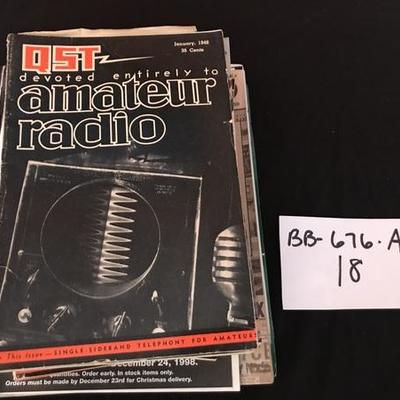 QST
January, 1948
35 Cents
devoted entirely to
amateur
radio
This Issue — SINGLE SIDEBAND TELEPHONY FOR AMATEURS
December 24, 1998.
quantities. Order early. In stock items only.
Orders must be made by December 23rd for Christmas delivery.
BB-676-A
18